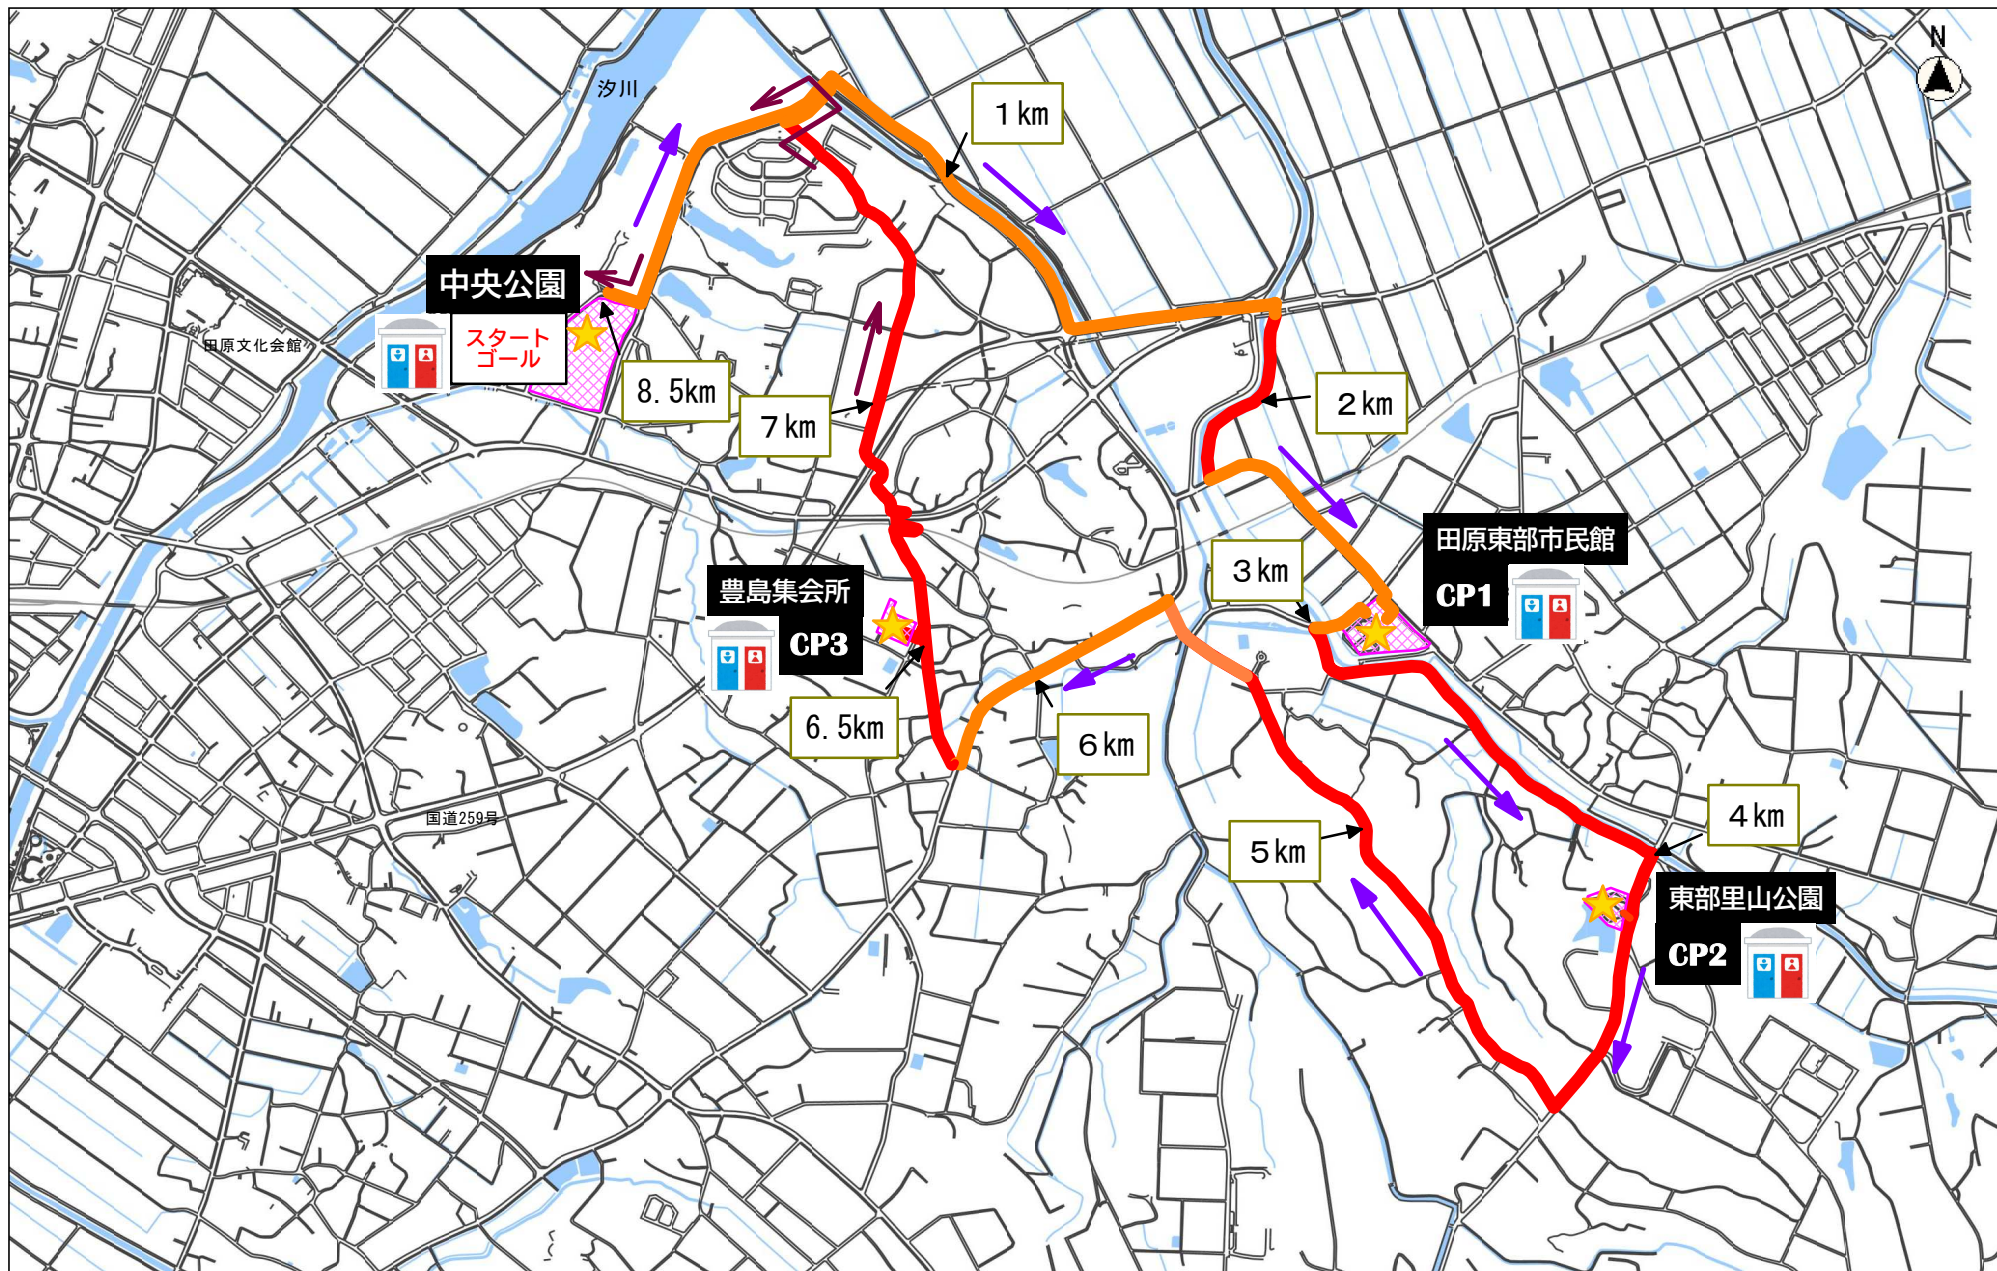 N
汐川
1km
中央公園
スタート
ゴール
田原文化会館
8.5km
7km
2km
田原東部市民館
CP1
3km
豊島集会所
CP3
6.5km
6km
国道259号
4km
5km
東部里山公園
CP2